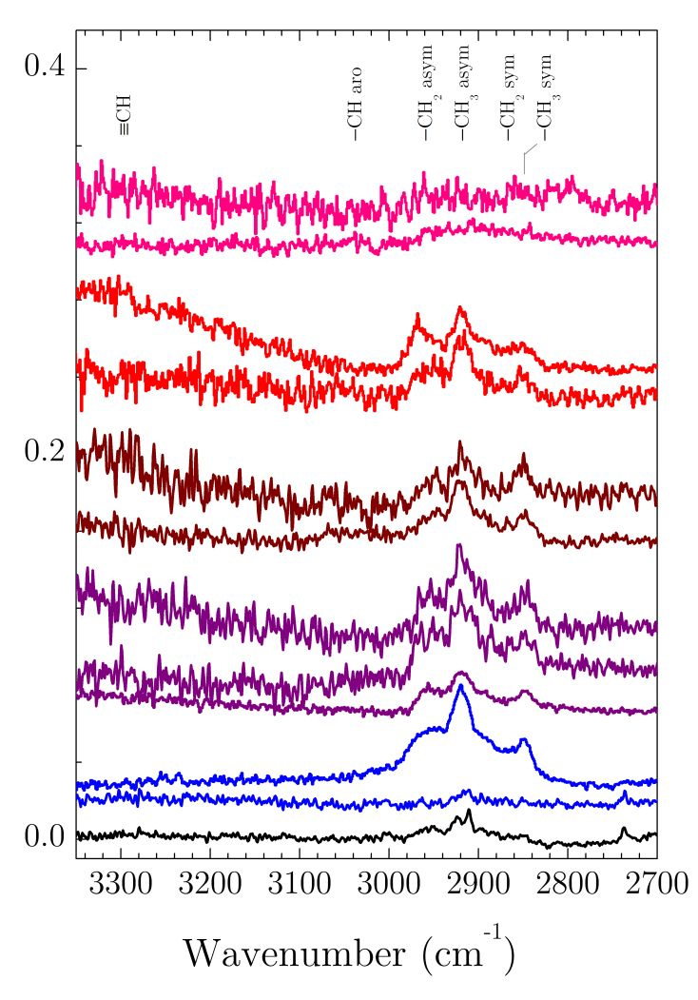 0.4
≡CH
−CH aro
−CH2 asym
−CH3 asym
−CH2 sym
−CH3 sym
0.2
0.0
3300 3200 3100 3000 2900 2800 2700
Wavenumber (cm-1)